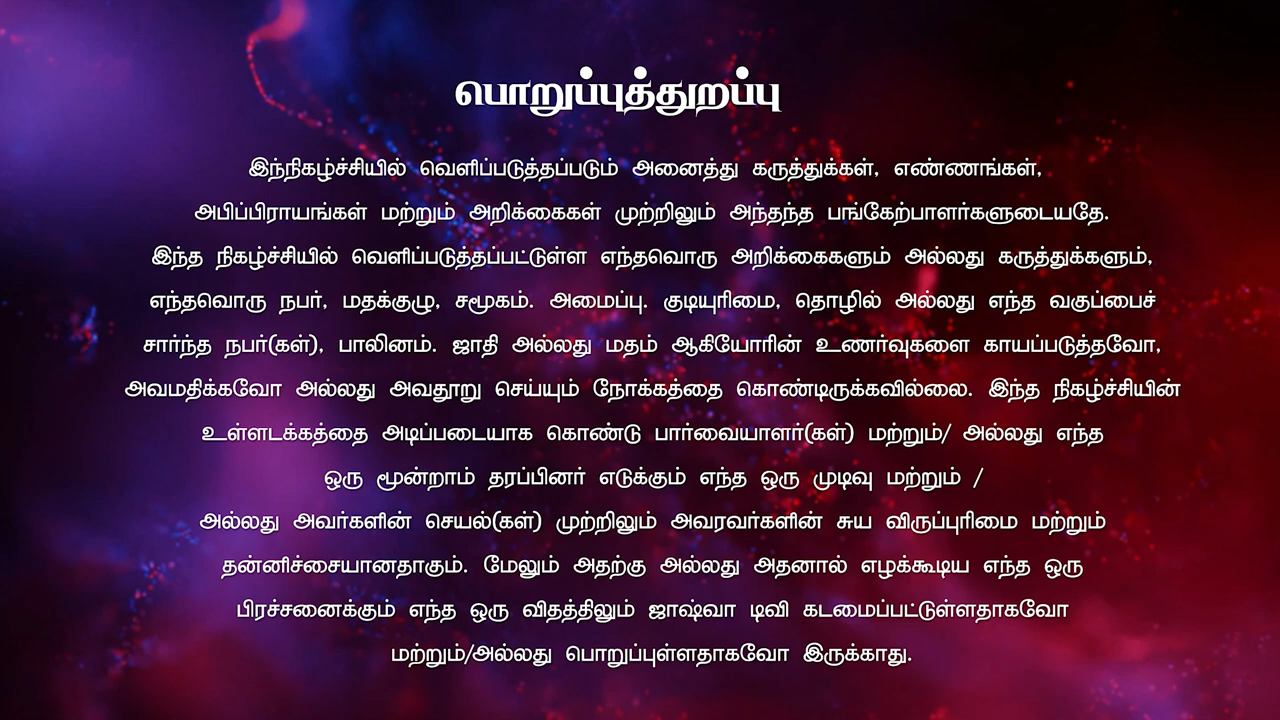 பொறுப்புத்துறப்பு
இந்நிகழ்ச்சியில் வெளிப்படுத்தப்படும் அனைத்து கருத்துக்கள், எண்ணங்கள்,
அபிப்பிராயங்கள் மற்றும் அறிக்கைகள் முற்றிலும் அந்தந்த பங்கேற்பாளர்களுடையதே.
இந்த நிகழ்ச்சியில் வெளிப்படுத்தப்பட்டுள்ள எந்தவொரு அறிக்கைகளும் அல்லது கருத்துக்களும்,
எந்தவொரு நபர், மதக்குழு, சமூகம். அமைப்பு. குடியுரிமை, தொழில் அல்லது எந்த வகுப்பைச்
சார்ந்த நபர்(கள்), பாலினம். ஜாதி அல்லது மதம் ஆகியோரின் உணர்வுகளை காயப்படுத்தவோ,
அவமதிக்கவோ அல்லது அவதூறு செய்யும் நோக்கத்தை கொண்டிருக்கவில்லை. இந்த நிகழ்ச்சியின்
உள்ளடக்கத்தை அடிப்படையாக கொண்டு பார்வையாளர்(கள்) மற்றும்/ அல்லது எந்த
ஒரு மூன்றாம் தரப்பினர் எடுக்கும் எந்த ஒரு முடிவு மற்றும் /
அல்லது அவர்களின் செயல்(கள்) முற்றிலும் அவரவர்களின் சுய விருப்புரிமை மற்றும்
தன்னிச்சையானதாகும். மேலும் அதற்கு அல்லது அதனால் எழக்கூடிய எந்த ஒரு
பிரச்சனைக்கும் எந்த ஒரு விதத்திலும் ஜாஷ்வா டிவி கடமைப்பட்டுள்ளதாகவோ
மற்றும்/அல்லது பொறுப்புள்ளதாகவோ இருக்காது.